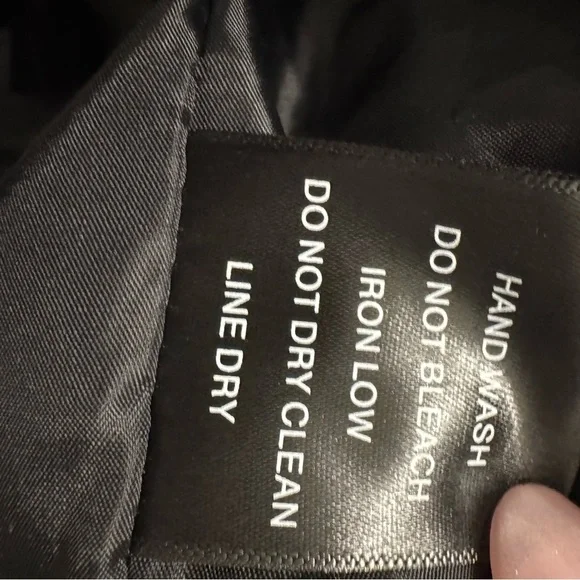 HAND WASH
DO NOT BLEACH
IRON LOW
DO NOT DRY CLEAN
LINE DRY